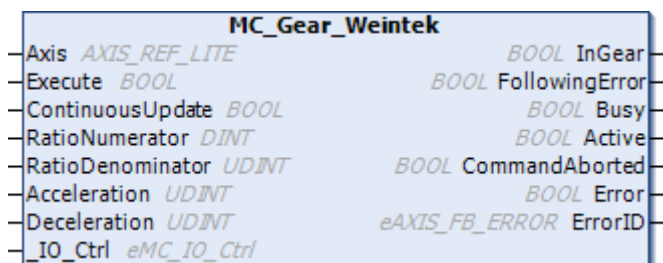 MC_Gear_Weintek
Axis AXIS_REF_LITE BOOL InGear
Execute BOOL BOOL FollowingError
ContinuousUpdate BOOL BOOL Busy
RatioNumerator DINT BOOL Active
RatioDenominator UDINT BOOL CommandAborted
Acceleration UDINT BOOL Error
Deceleration UDINT eAXIS_FB_ERROR ErrorID
_IO_Ctrl eMC_IO_Ctrl